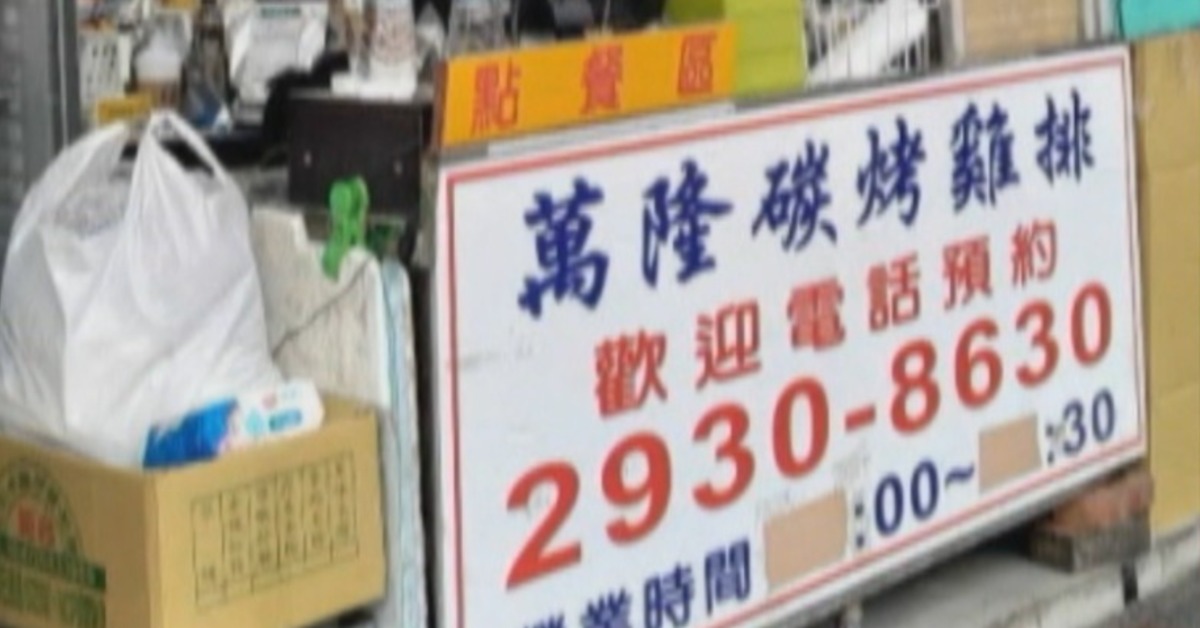 點餐區
萬隆碳烤雞排
歡迎電話預約
2930-8630
營業時間 :00~ :30